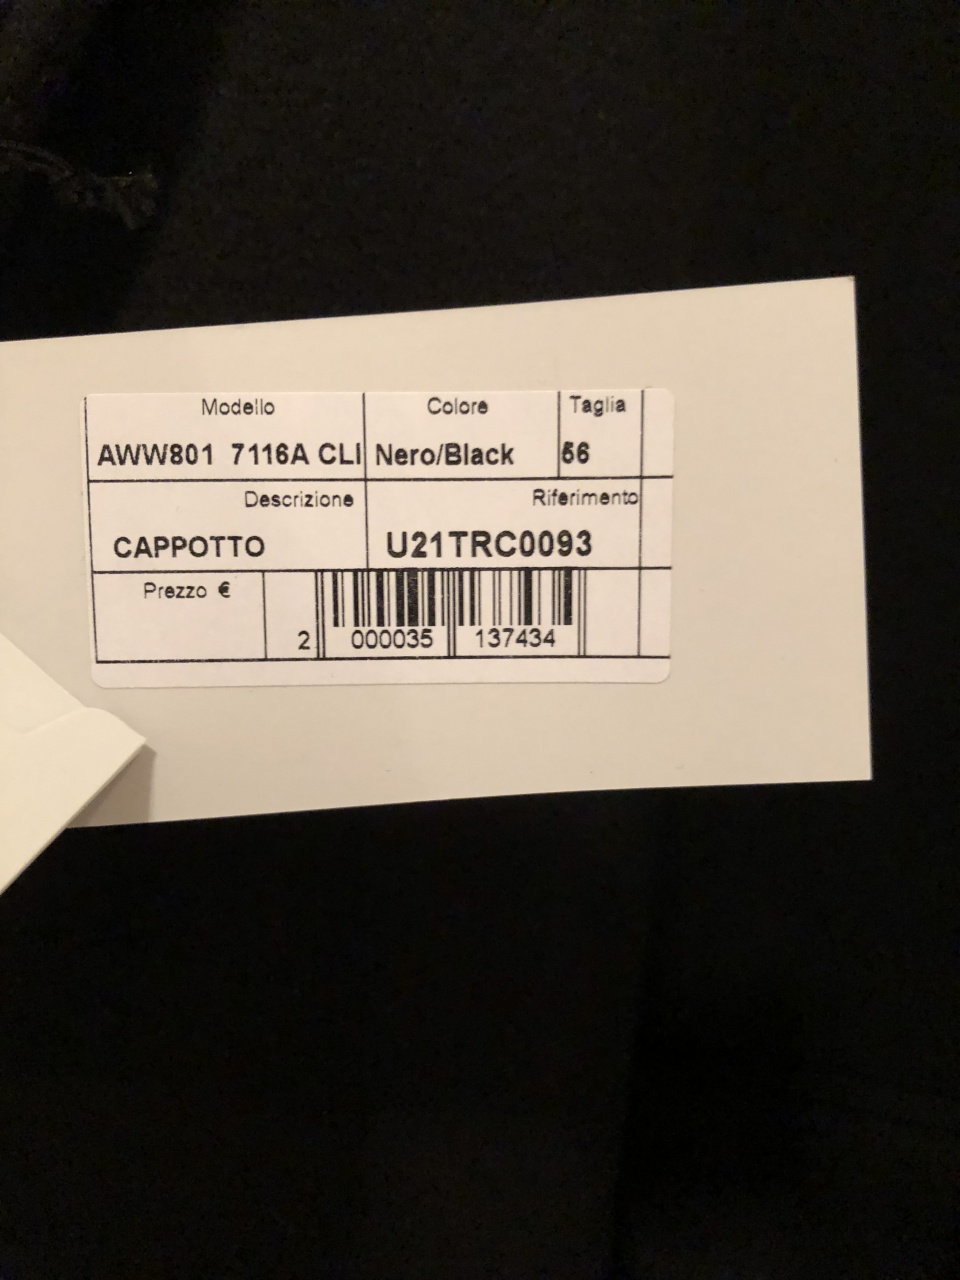 Modello Colore Taglia
AWW801 7116A CLI Nero/Black 56
Descrizione Riferimento
CAPPOTTO U21TRC0093
Prezzo €
2 000035 137434